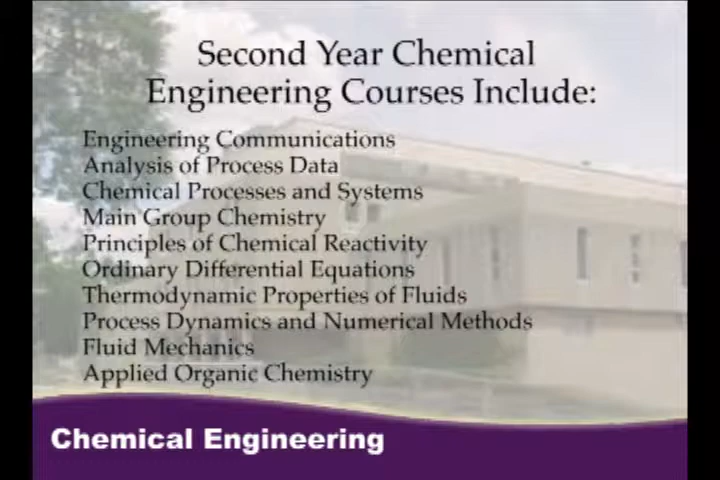 Second Year Chemical
Engineering Courses Include:
Engineering Communications
Analysis of Process Data
Chemical Processes and Systems
Main Group Chemistry
Principles of Chemical Reactivity
Ordinary Differential Equations
Thermodynamic Properties of Fluids
Process Dynamics and Numerical Methods
Fluid Mechanics
Applied Organic Chemistry
Chemical Engineering